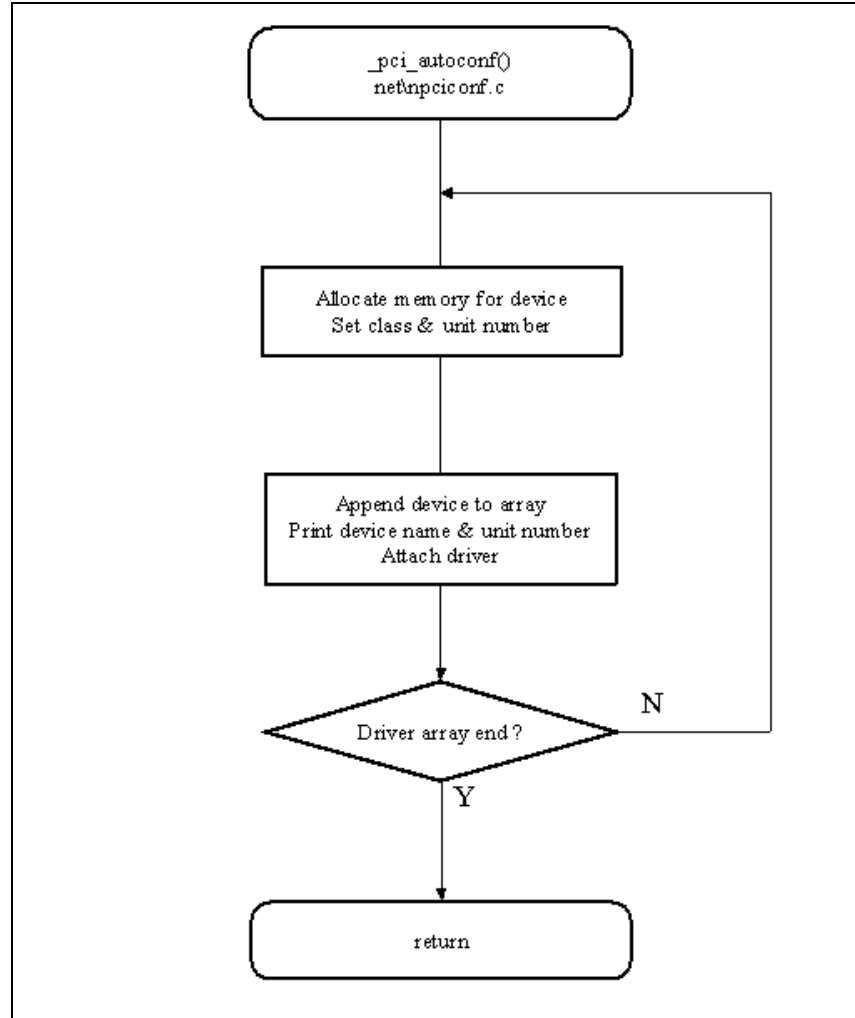 _pci_autoconf()
net\npciconf.c
Allocate memory for device
Set class & unit number
Append device to array
Print device name & unit number
Attach driver
Driver array end ?
N
Y
return